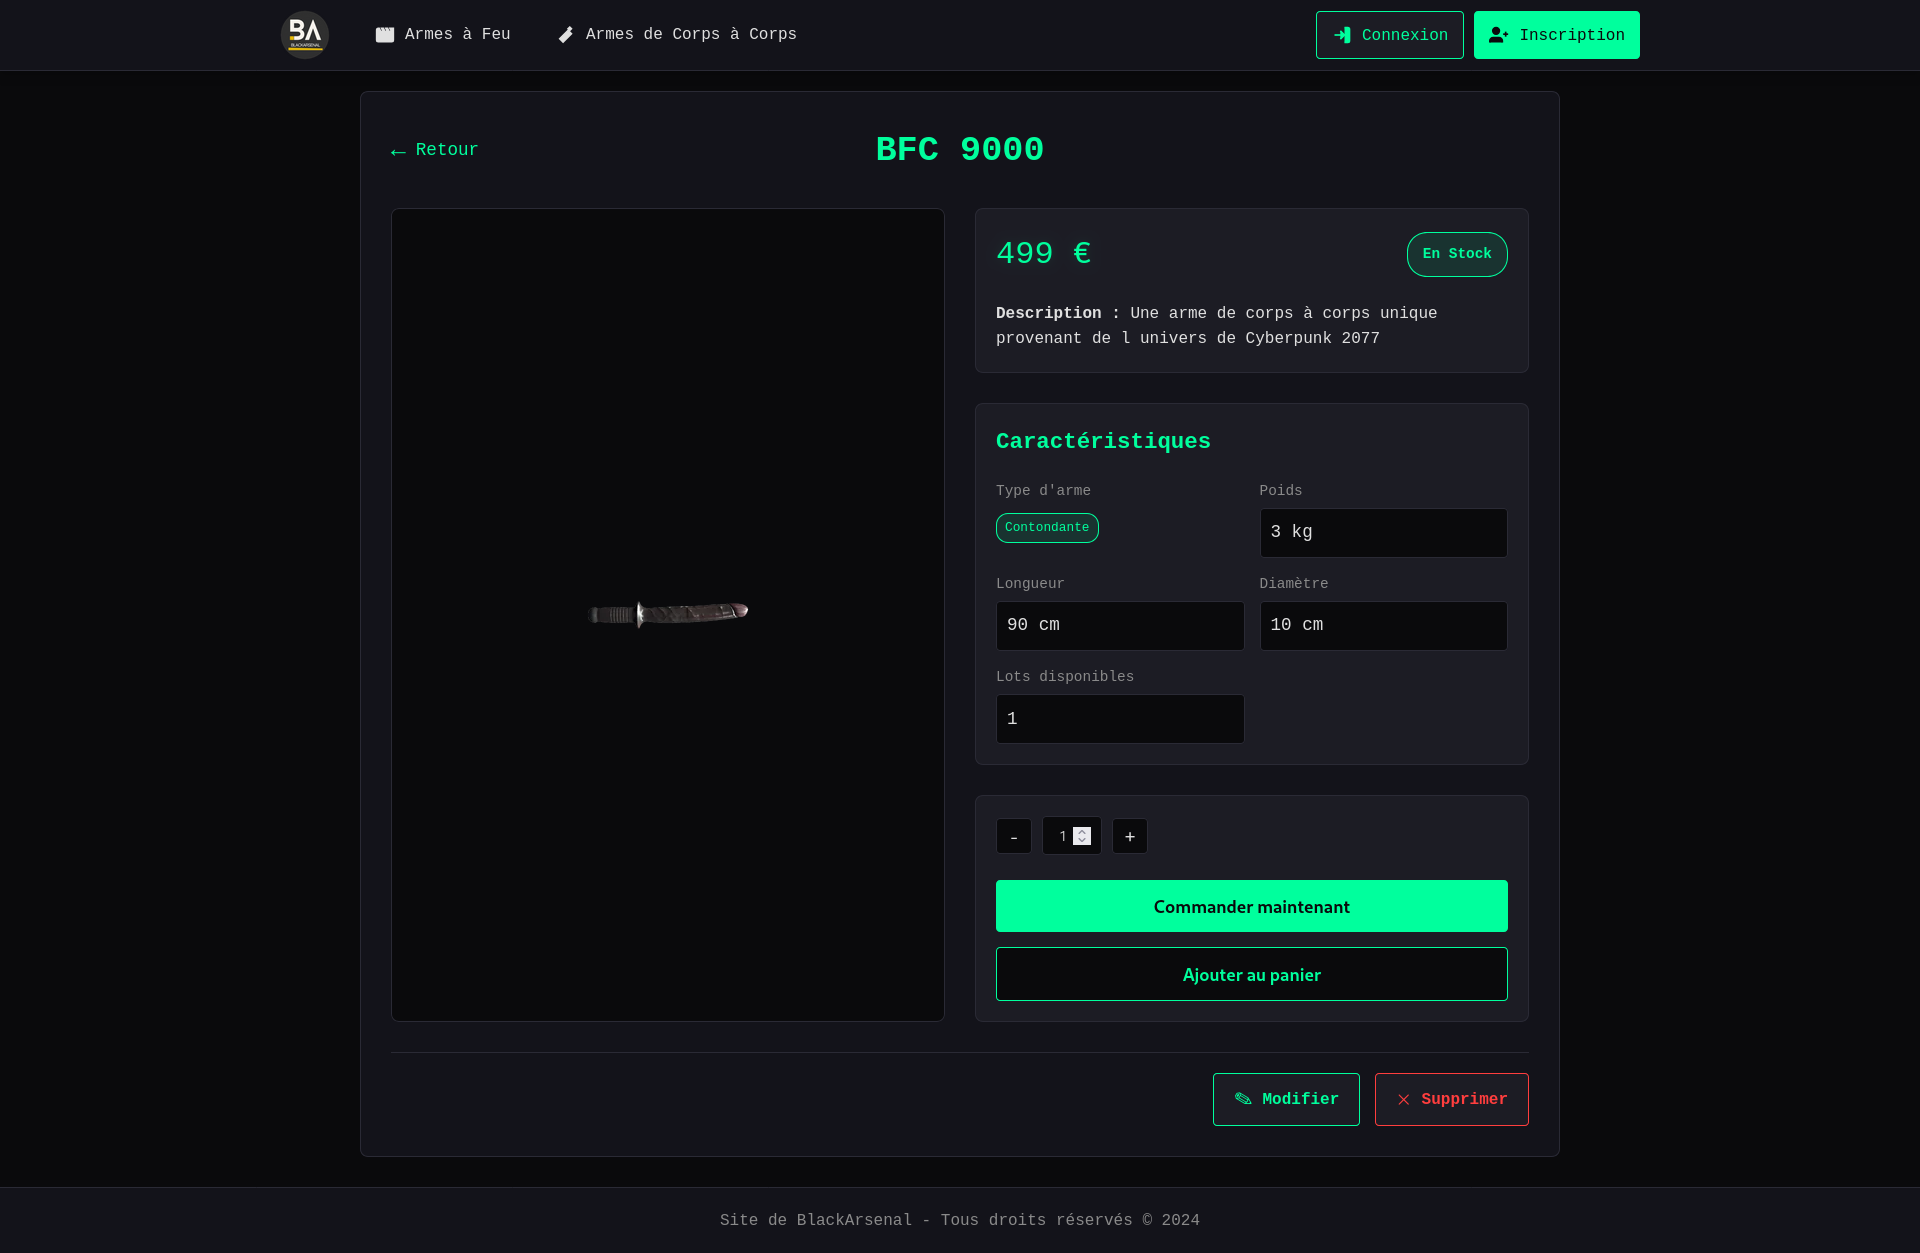 BA
BLACKARSENAL
Armes à Feu
Armes de Corps à Corps
Connexion
Inscription
← Retour
BFC 9000
499 €
En Stock
Description : Une arme de corps à corps unique
provenant de l univers de Cyberpunk 2077
Caractéristiques
Type d'arme
Poids
Contondante
3 kg
Longueur
Diamètre
90 cm
10 cm
Lots disponibles
1
- 1 +
Commander maintenant
Ajouter au panier
✎ Modifier
× Supprimer
Site de BlackArsenal - Tous droits réservés © 2024